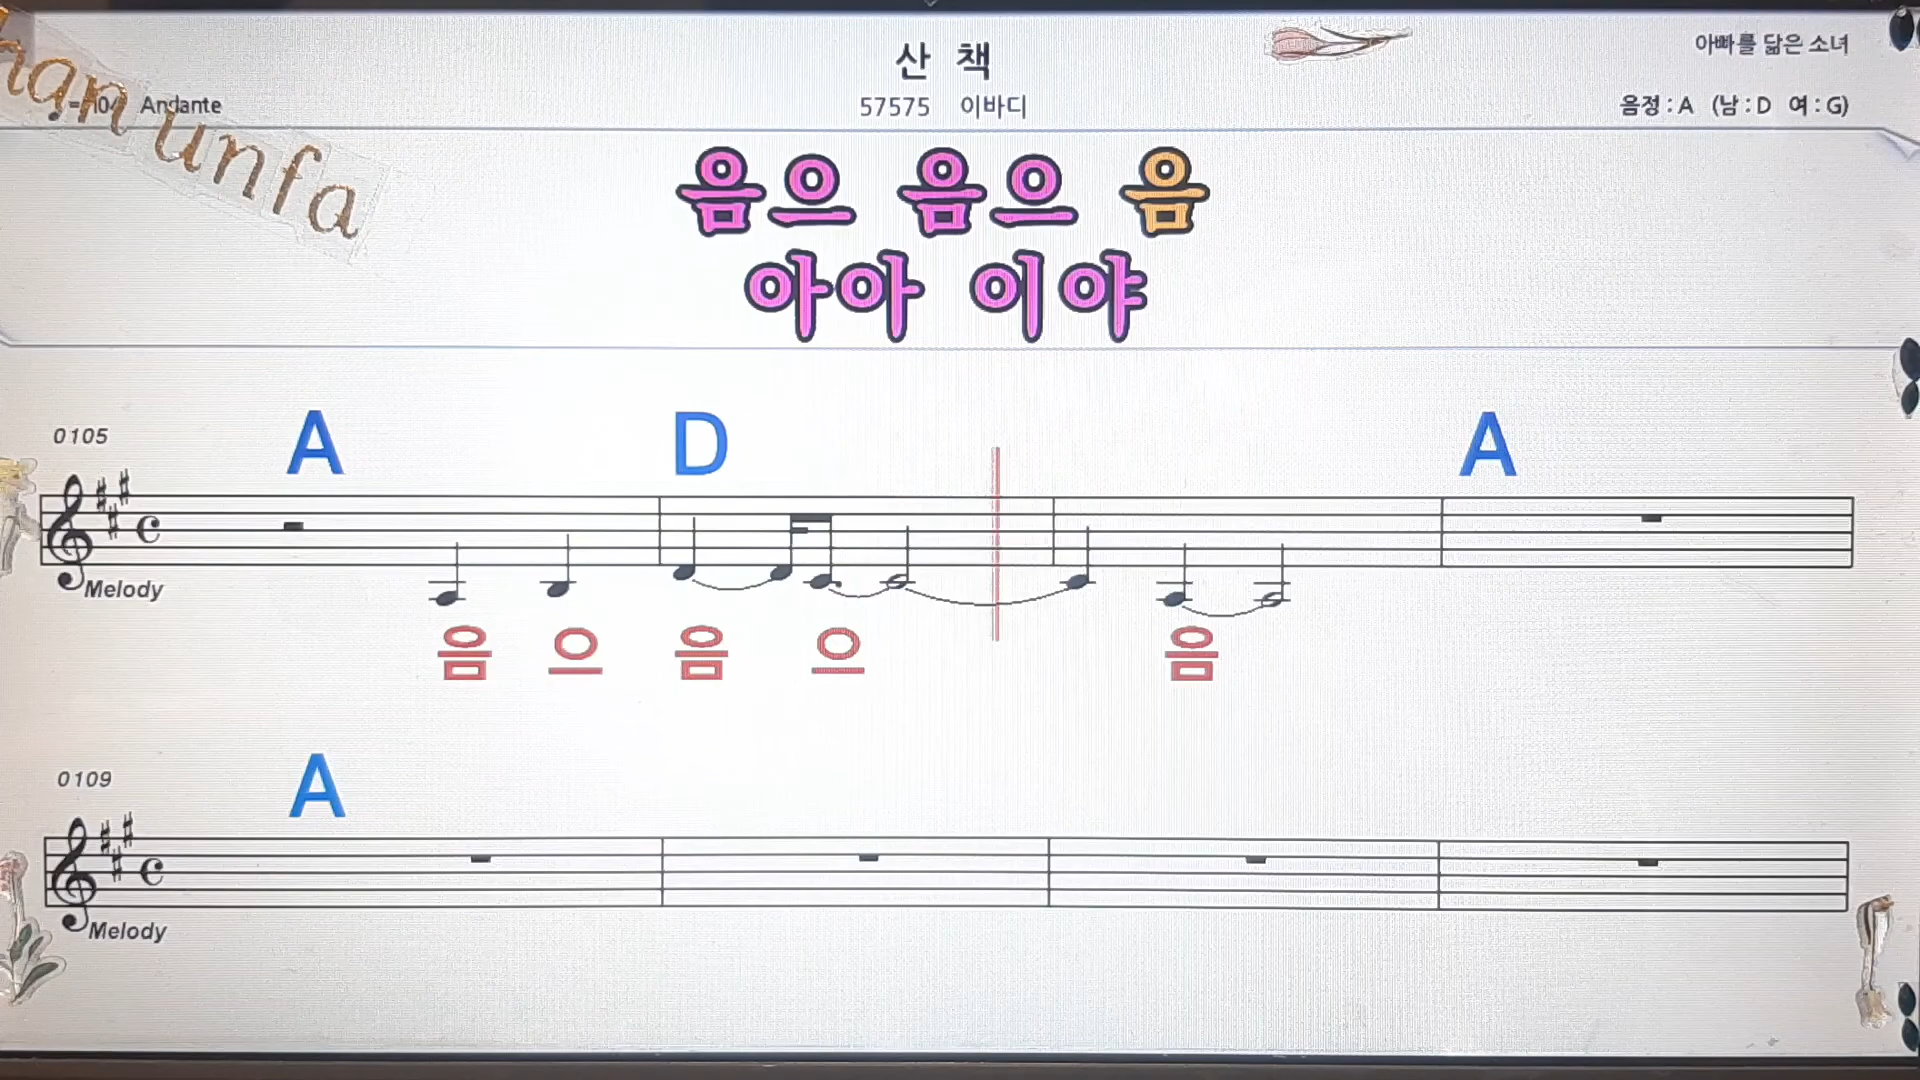 산 책
아빠를 닮은 소녀
Andante
57575 이바디
음정 : A (남 : D 여 : G)
unfa
음으 음으 음
아아 이야
A D A
0105
Melody
음 으 음 으 음
A
0109
Melody